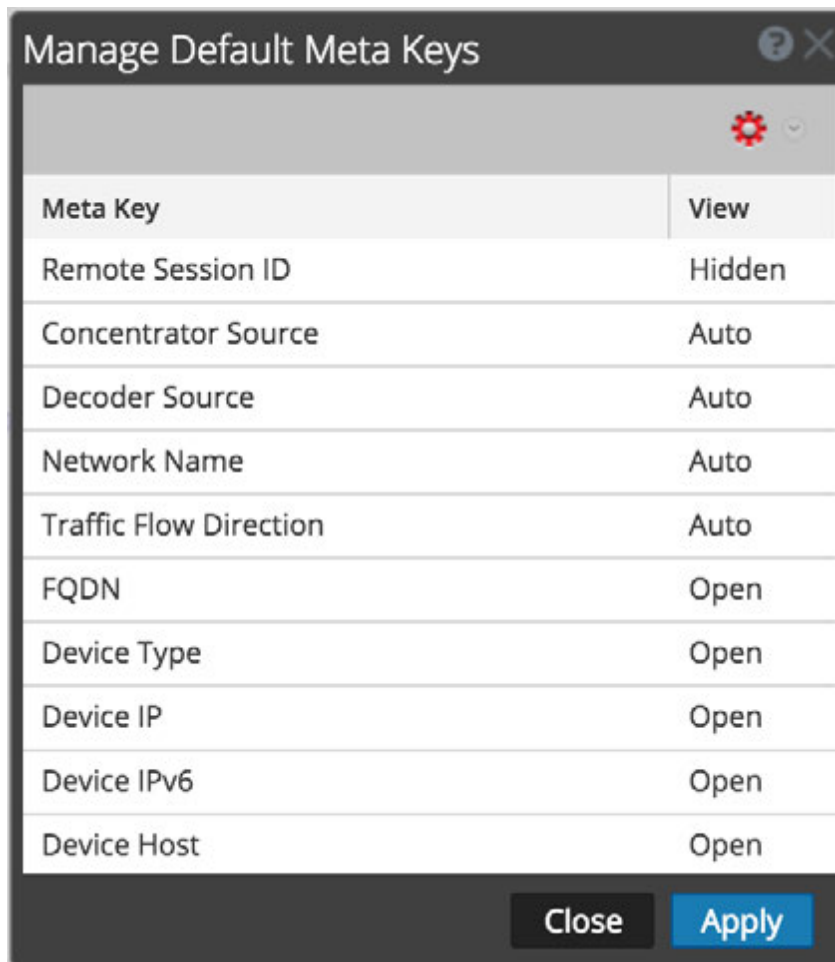 Manage Default Meta Keys
Meta Key View
Remote Session ID Hidden
Concentrator Source Auto
Decoder Source Auto
Network Name Auto
Traffic Flow Direction Auto
FQDN Open
Device Type Open
Device IP Open
Device IPv6 Open
Device Host Open
Close Apply